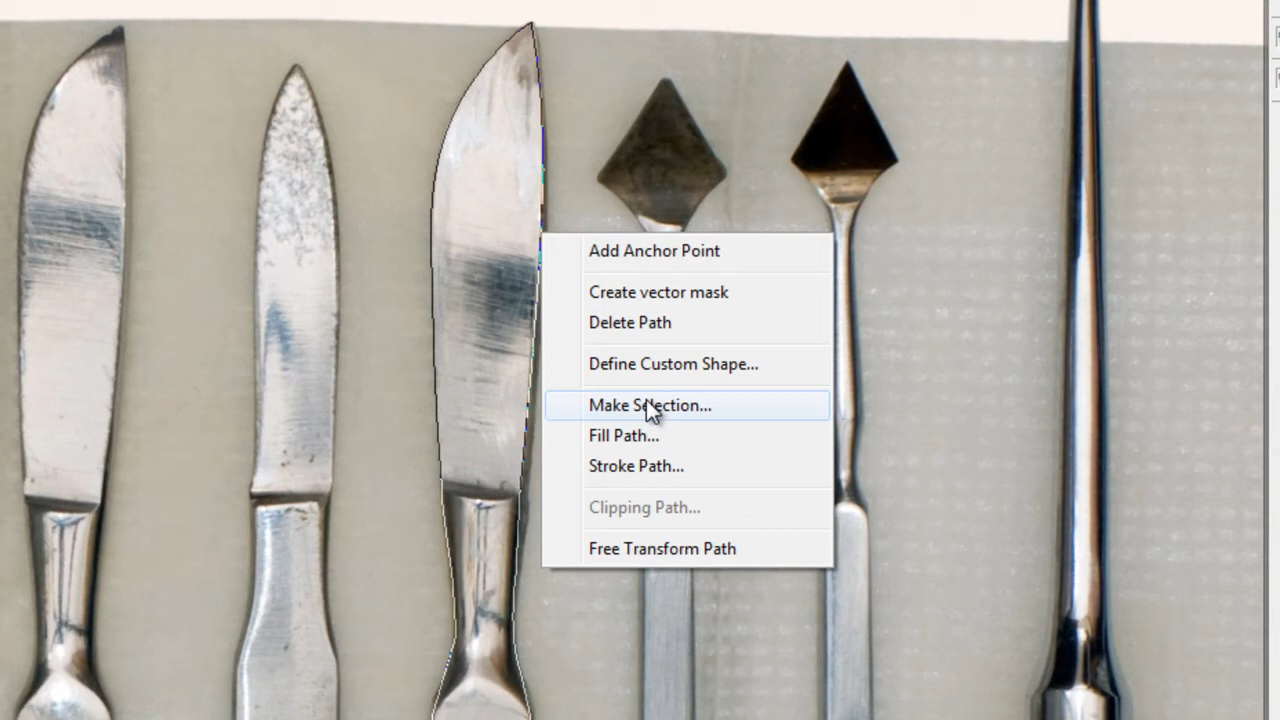 Add Anchor Point
Create vector mask
Delete Path
Define Custom Shape...
Make Selection...
Fill Path...
Stroke Path...
Clipping Path...
Free Transform Path